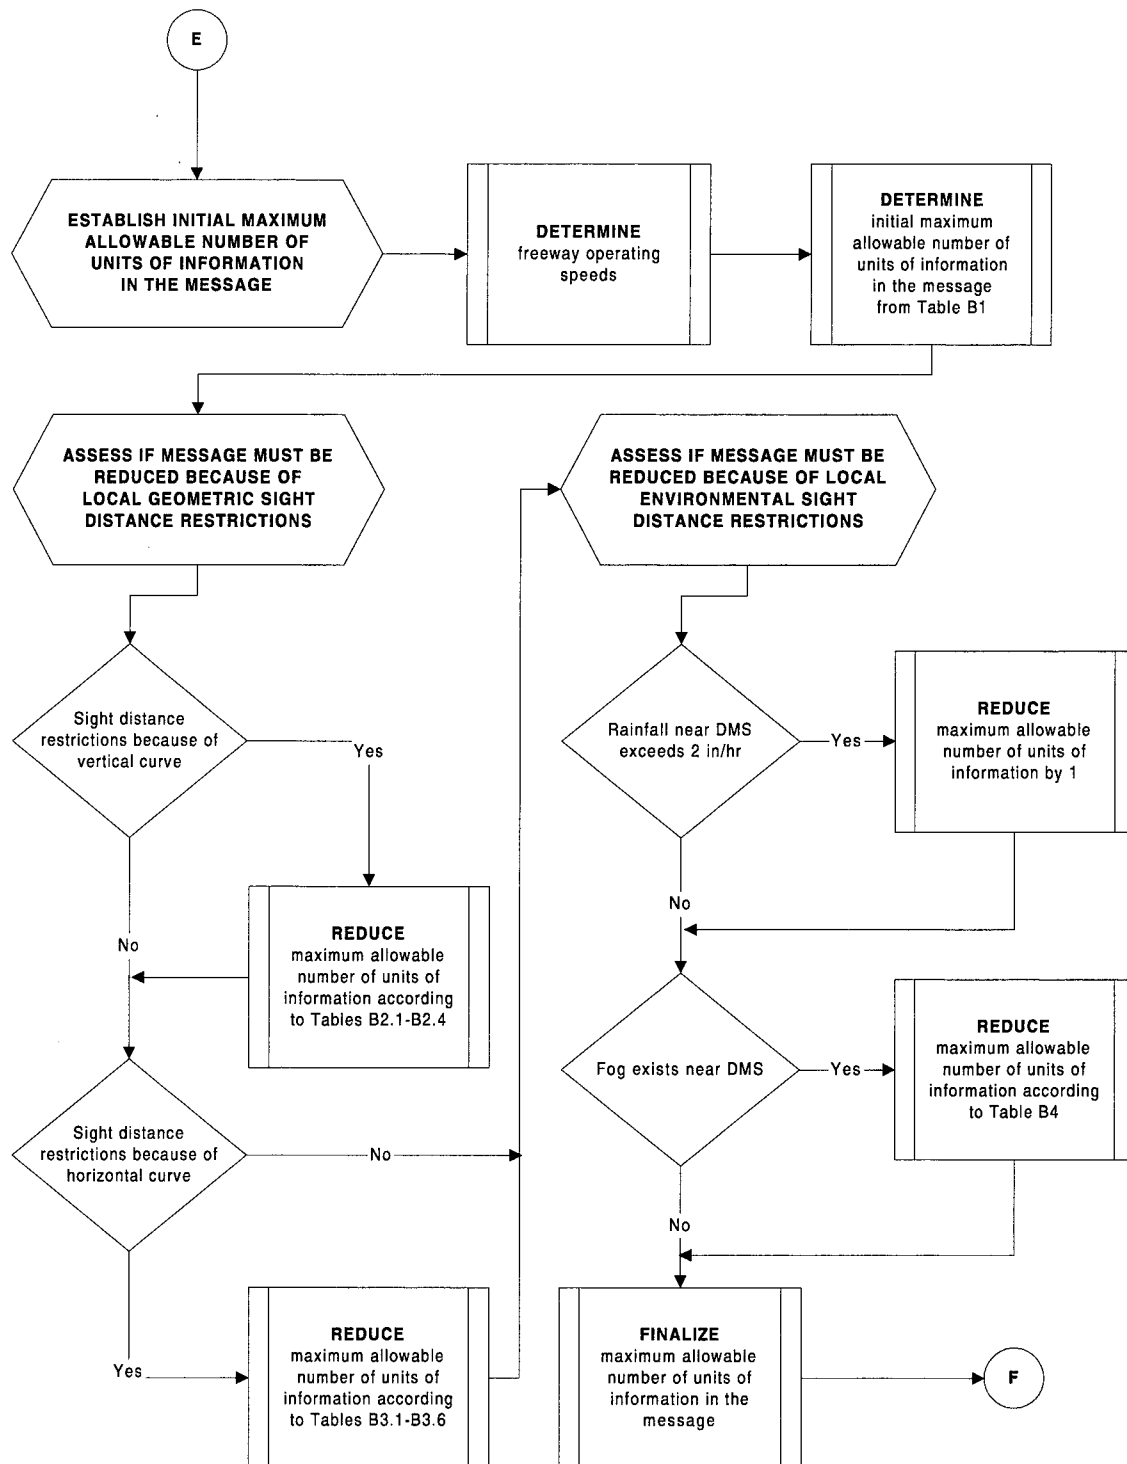 E
ESTABLISH INITIAL MAXIMUM
ALLOWABLE NUMBER OF
UNITS OF INFORMATION
IN THE MESSAGE
DETERMINE
freeway operating
speeds
DETERMINE
initial maximum
allowable number of
units of information
in the message
from Table B1
ASSESS IF MESSAGE MUST BE
REDUCED BECAUSE OF
LOCAL GEOMETRIC SIGHT
DISTANCE RESTRICTIONS
Sight distance
restrictions because of
vertical curve
Yes
REDUCE
maximum allowable
number of units of
information according
to Tables B2.1-B2.4
No
Sight distance
restrictions because of
horizontal curve
No
Yes
REDUCE
maximum allowable
number of units of
information according
to Tables B3.1-B3.6
ASSESS IF MESSAGE MUST BE
REDUCED BECAUSE OF LOCAL
ENVIRONMENTAL SIGHT
DISTANCE RESTRICTIONS
Rainfall near DMS
exceeds 2 in/hr
Yes
REDUCE
maximum allowable
number of units of
information by 1
No
Fog exists near DMS
Yes
REDUCE
maximum allowable
number of units of
information according
to Table B4
No
FINALIZE
maximum allowable
number of units of
information in the
message
F